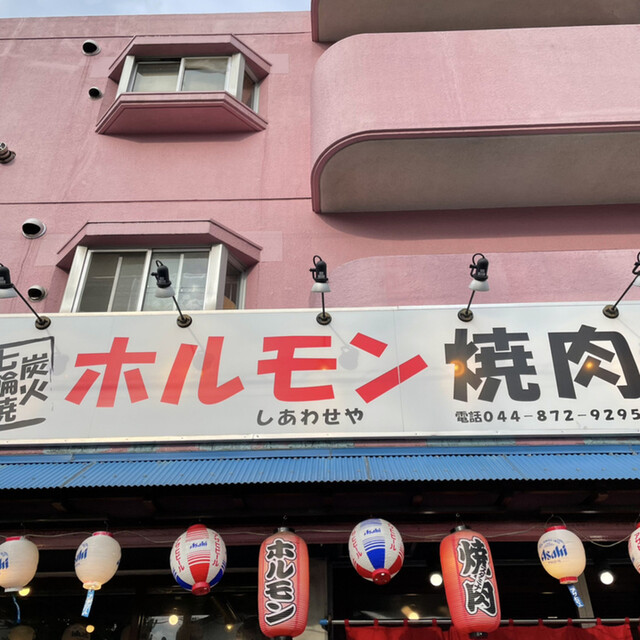 炭火
七輪焼
ホルモン 焼肉
しあわせや
電話044-872-9295
Asahi
Asahi
ホルモン
焼肉
Asahi